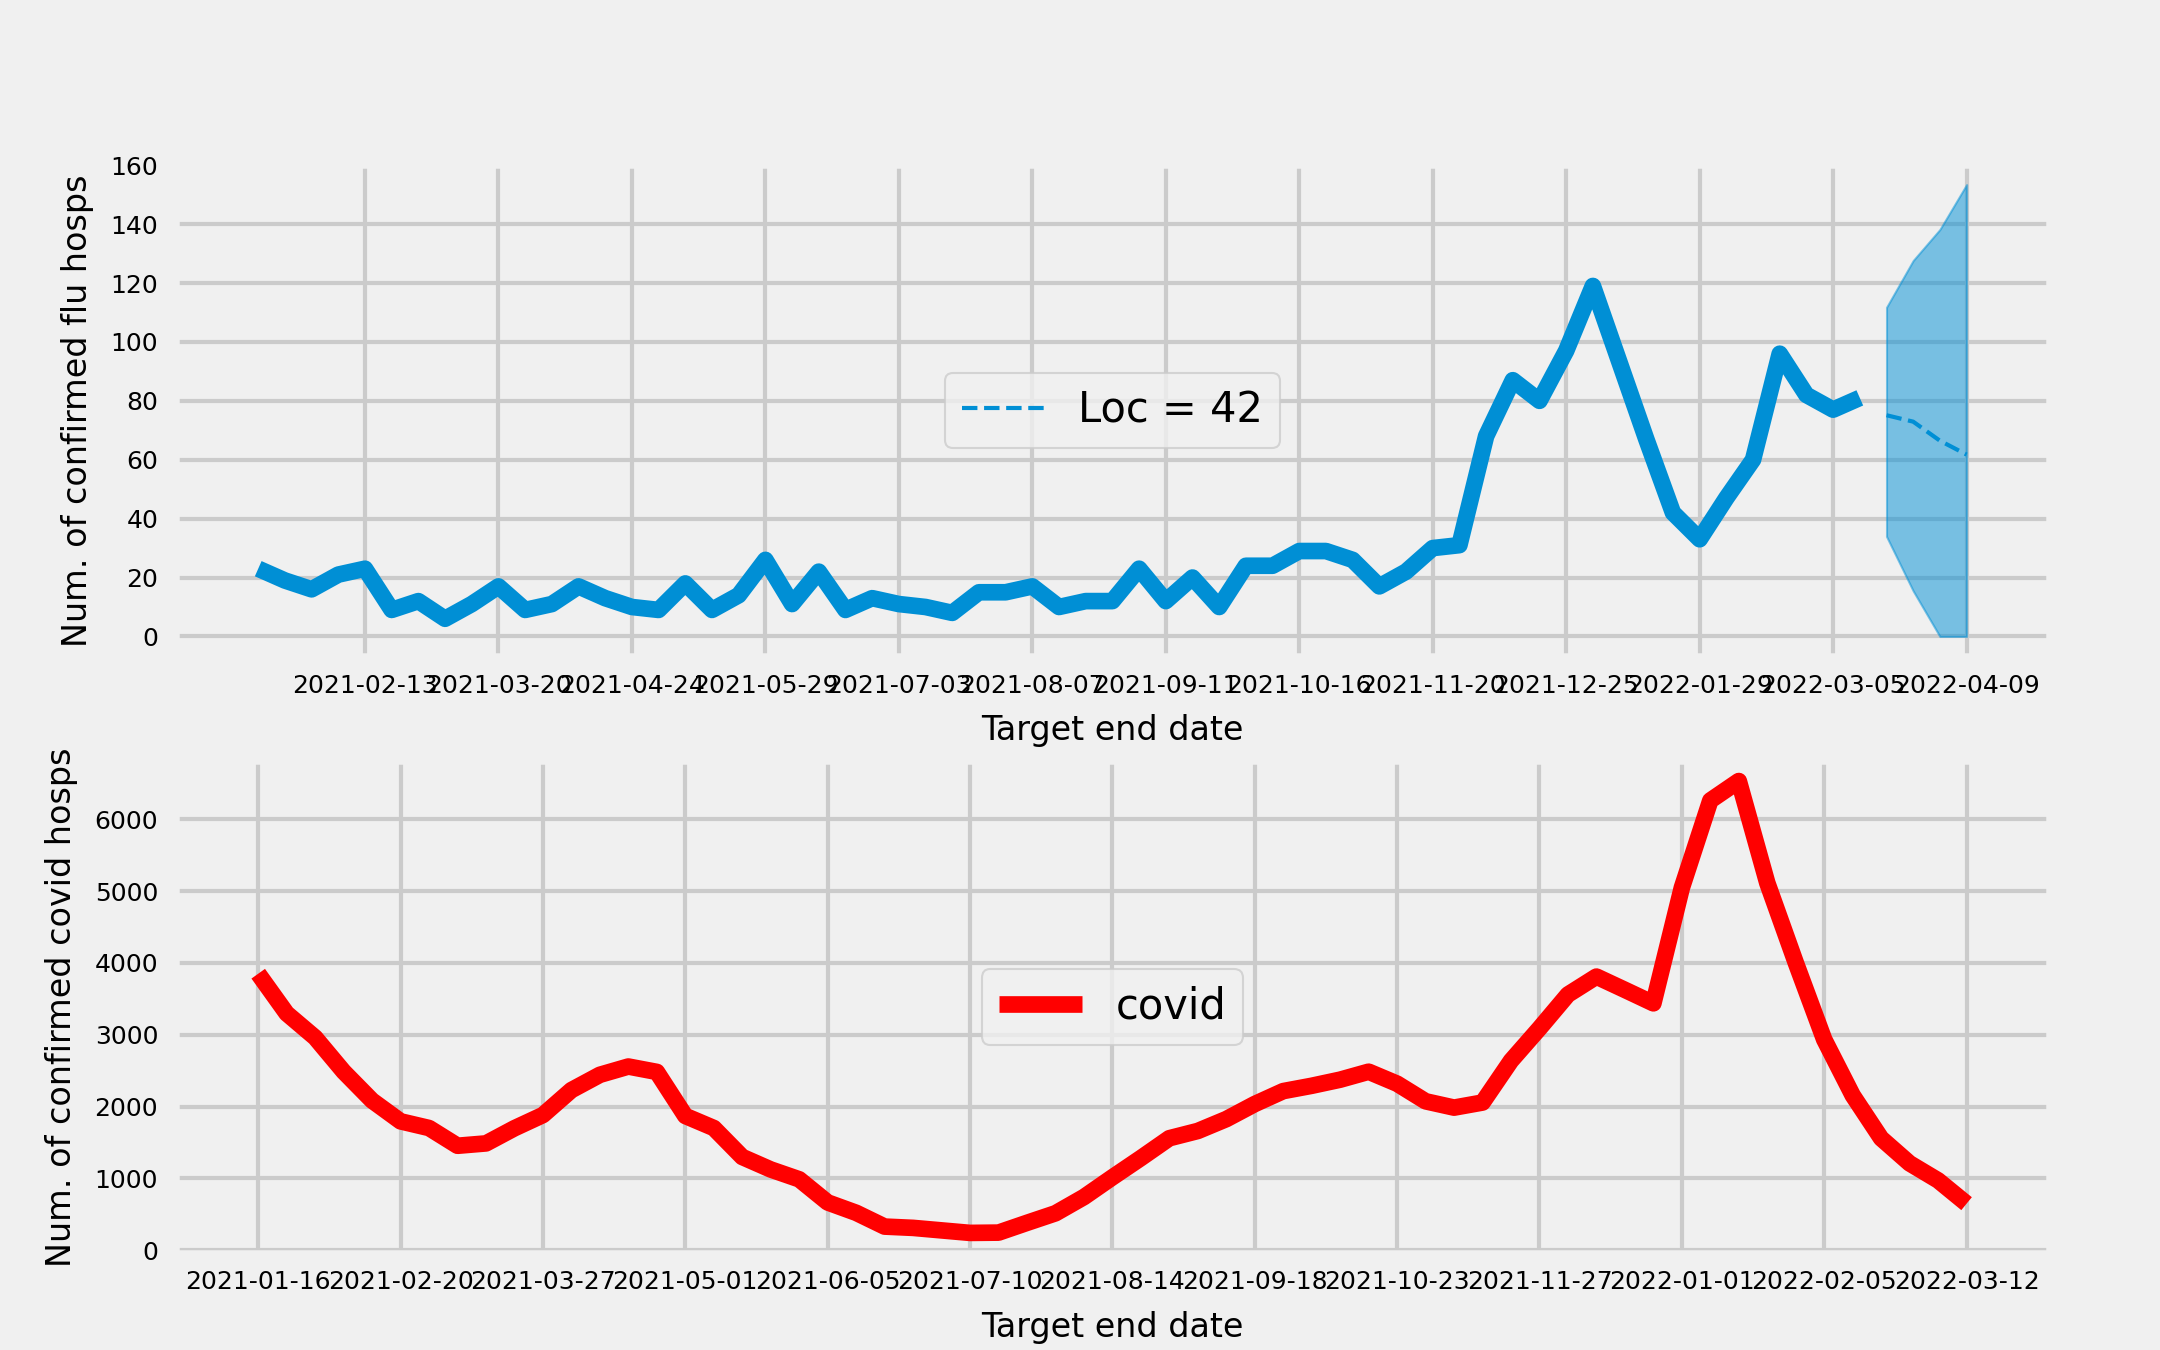 Num. of confirmed flu hosps
160
140
120
100
80
60
40
20
0
Loc = 42
2021-02-13 2021-03-20 2021-04-24 2021-05-29 2021-07-03 2021-08-07 2021-09-11 2021-10-16 2021-11-20 2021-12-25 2022-01-29 2022-03-05 2022-04-09
Target end date
Num. of confirmed covid hosps
6000
5000
4000
3000
2000
1000
0
covid
2021-01-16 2021-02-20 2021-03-27 2021-05-01 2021-06-05 2021-07-10 2021-08-14 2021-09-18 2021-10-23 2021-11-27 2022-01-01 2022-02-05 2022-03-12
Target end date